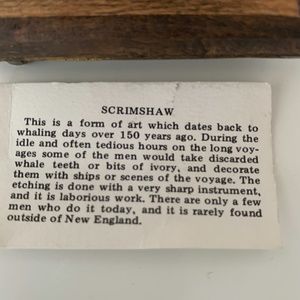 SCRIMSHAW
This is a form of art which dates back to
whaling days over 150 years ago. During the
idle and often tedious hours on the long voy-
ages some of the men would take discarded
whale teeth or bits of ivory, and decorate
them with ships or scenes of the voyage. The
etching is done with a very sharp instrument,
and it is laborious work. There are only a few
men who do it today, and it is rarely found
outside of New England.